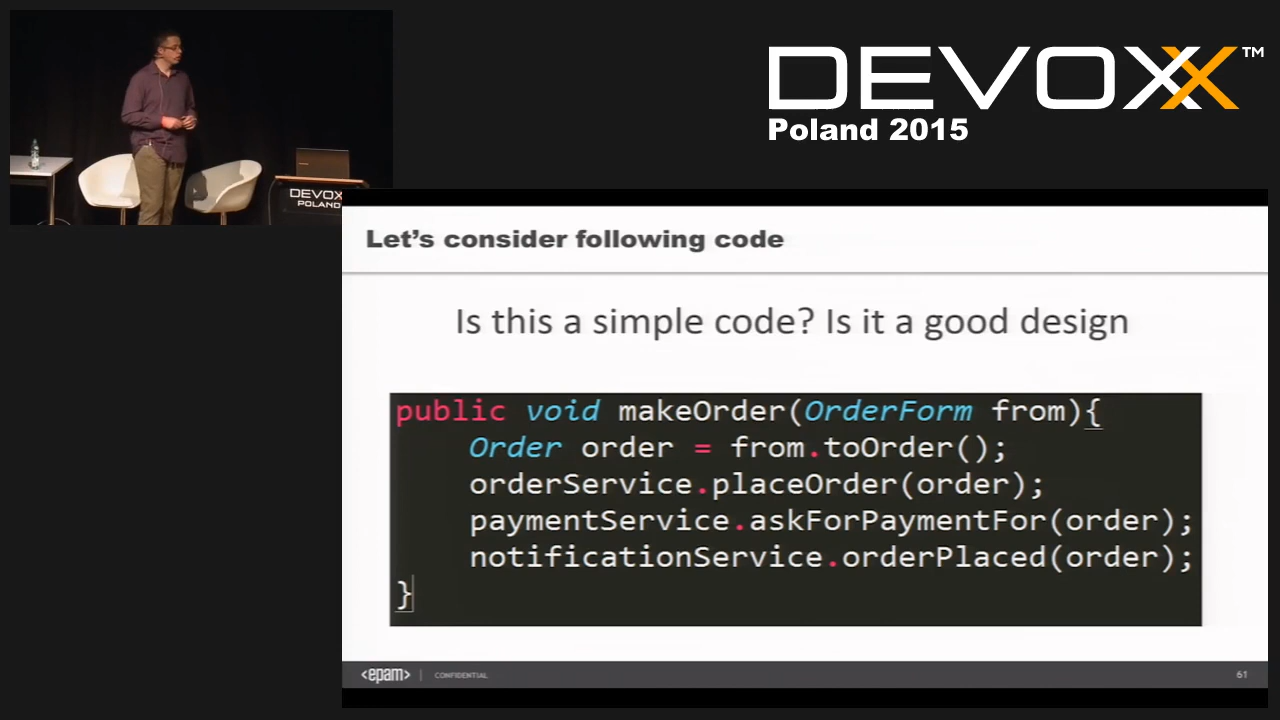 DEVOXX™
Poland 2015
DEVOXX
POLAND
Let's consider following code
Is this a simple code? Is it a good design
public void makeOrder(OrderForm from){
Order order = from.toOrder();
orderService.placeOrder(order);
paymentService.askForPaymentFor(order);
notificationService.orderPlaced(order);
}
<epam> | CONFIDENTIAL 61